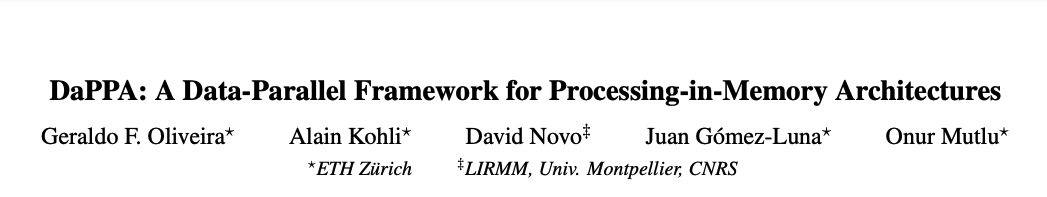 DaPPA: A Data-Parallel Framework for Processing-in-Memory Architectures
Geraldo F. Oliveira⋆ Alain Kohli⋆ David Novo‡ Juan Gómez-Luna⋆ Onur Mutlu⋆
⋆ETH Zürich ‡LIRMM, Univ. Montpellier, CNRS